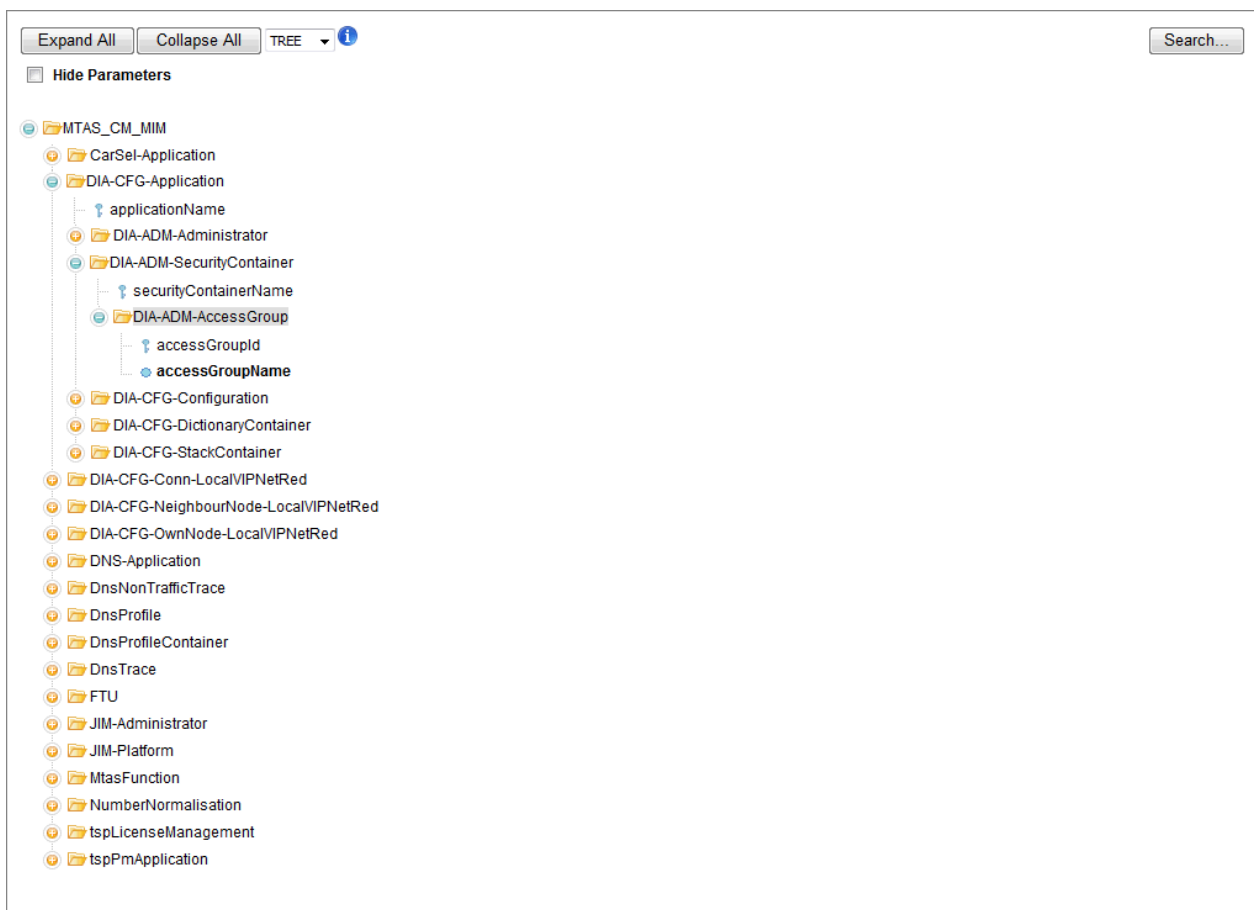 Expand All Collapse All TREE Search...
Hide Parameters
MTAS_CM_MIM
CarSel-Application
DIA-CFG-Application
applicationName
DIA-ADM-Administrator
DIA-ADM-SecurityContainer
securityContainerName
DIA-ADM-AccessGroup
accessGroupId
accessGroupName
DIA-CFG-Configuration
DIA-CFG-DictionaryContainer
DIA-CFG-StackContainer
DIA-CFG-Conn-LocalVIPNetRed
DIA-CFG-NeighbourNode-LocalVIPNetRed
DIA-CFG-OwnNode-LocalVIPNetRed
DNS-Application
DnsNonTrafficTrace
DnsProfile
DnsProfileContainer
DnsTrace
FTU
JIM-Administrator
JIM-Platform
MtasFunction
NumberNormalisation
tspLicenseManagement
tspPmApplication